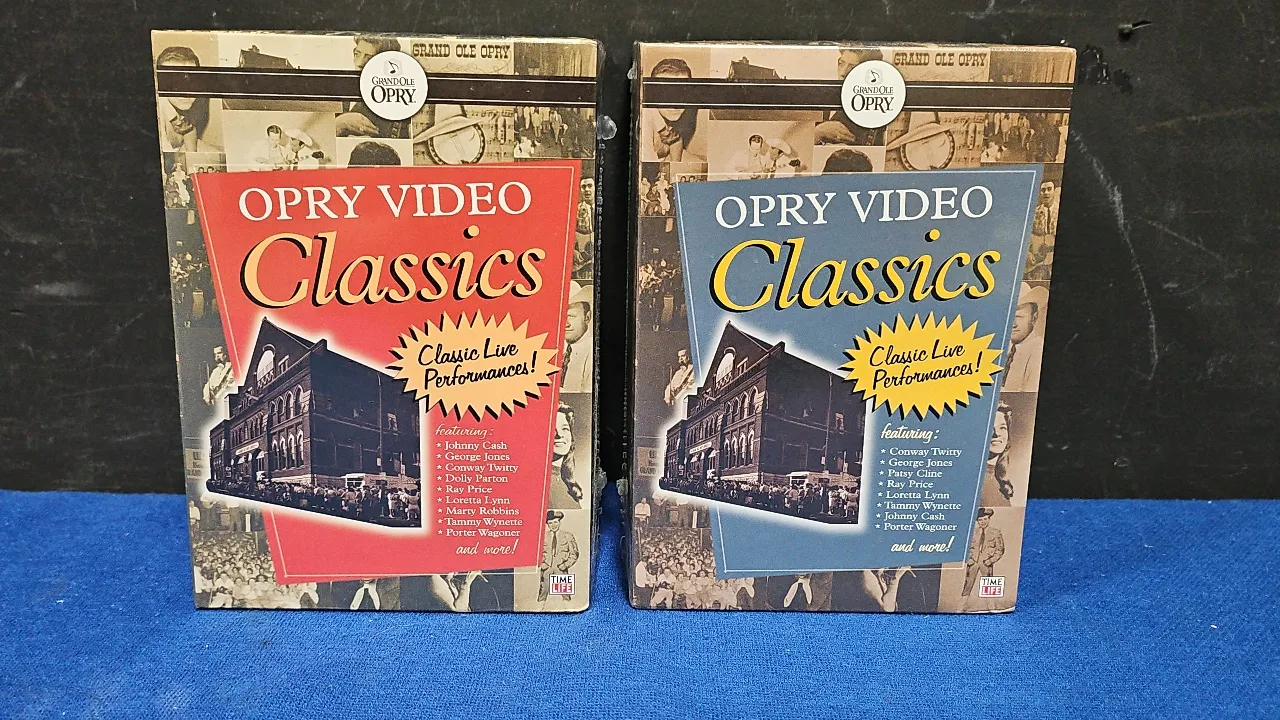 GRAND OLE OPRY
GRAND OLE
OPRY
OPRY VIDEO
Classics
Classic Live
Performances!
featuring:
★ Johnny Cash
★ George Jones
★ Conway Twitty
★ Dolly Parton
★ Ray Price
★ Loretta Lynn
★ Marty Robbins
★ Tammy Wynette
★ Porter Wagoner
and more!
TIME
LIFE
GRAND OLE OPRY
GRAND OLE
OPRY
OPRY VIDEO
Classics
Classic Live
Performances!
featuring:
★ Conway Twitty
★ George Jones
★ Patsy Cline
★ Ray Price
★ Loretta Lynn
★ Tammy Wynette
★ Johnny Cash
★ Porter Wagoner
and more!
TIME
LIFE